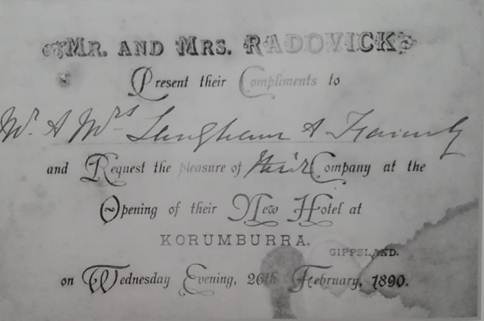 MR. AND MRS. RADOVICK
Present their Compliments to
Mr. & Mrs Langham & Family
and Request the pleasure of their Company at the
Opening of their New Hotel at
KORUMBURRA.
GIPPSLAND.
on Wednesday Evening, 26th February, 1890.